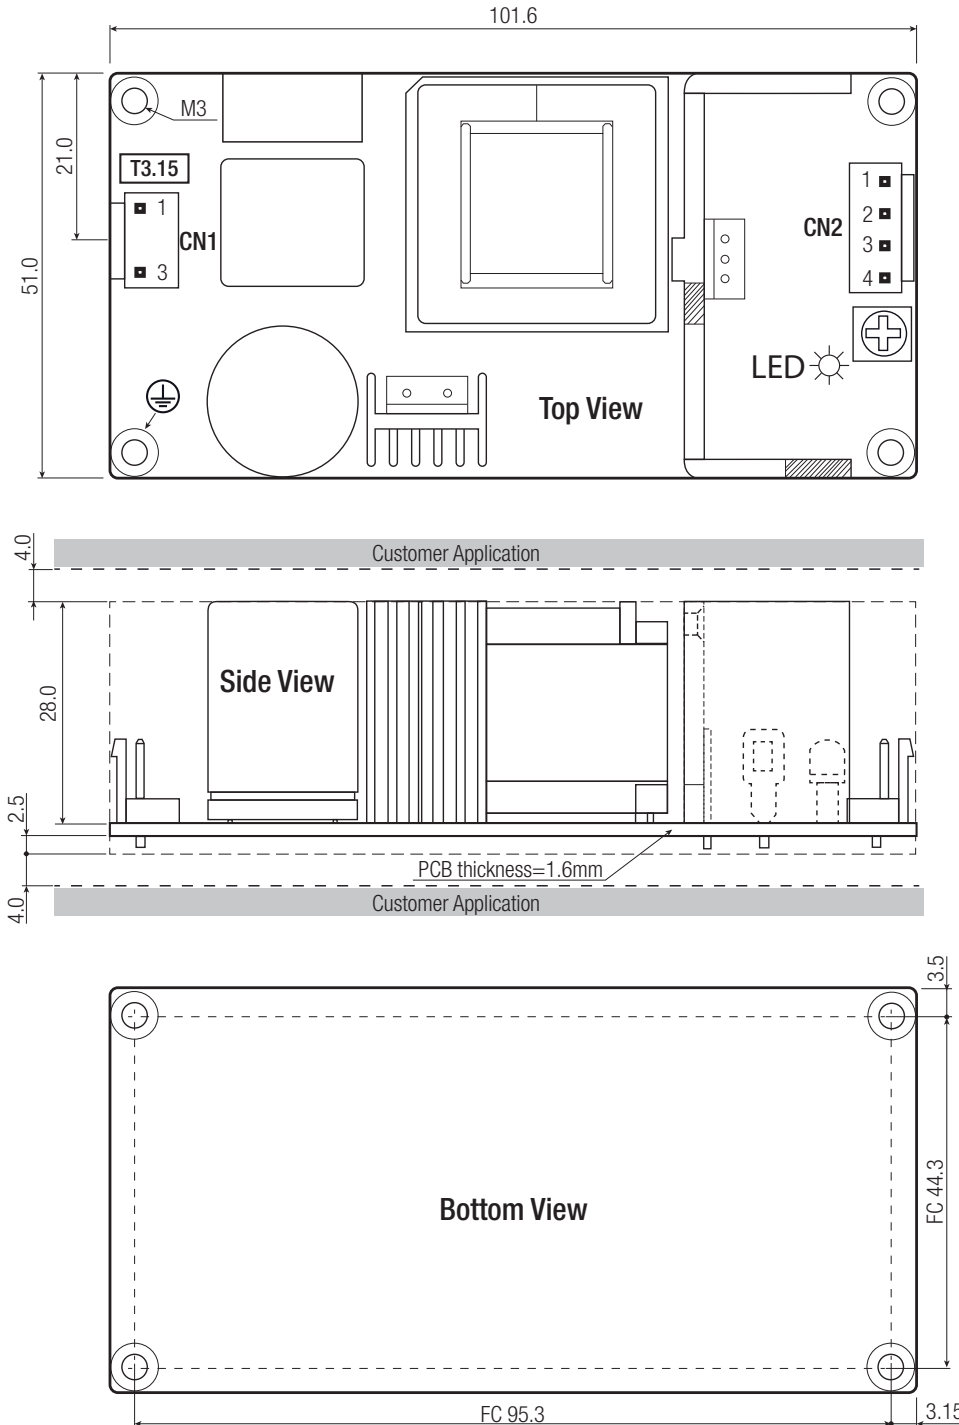 101.6
M3
21.0
T3.15
1
CN1
3
51.0
1
2
CN2
3
4
LED
Top View
4.0
Customer Application
Side View
28.0
2.5
PCB thickness=1.6mm
4.0
Customer Application
3.5
FC 44.3
Bottom View
FC 95.3
3.15